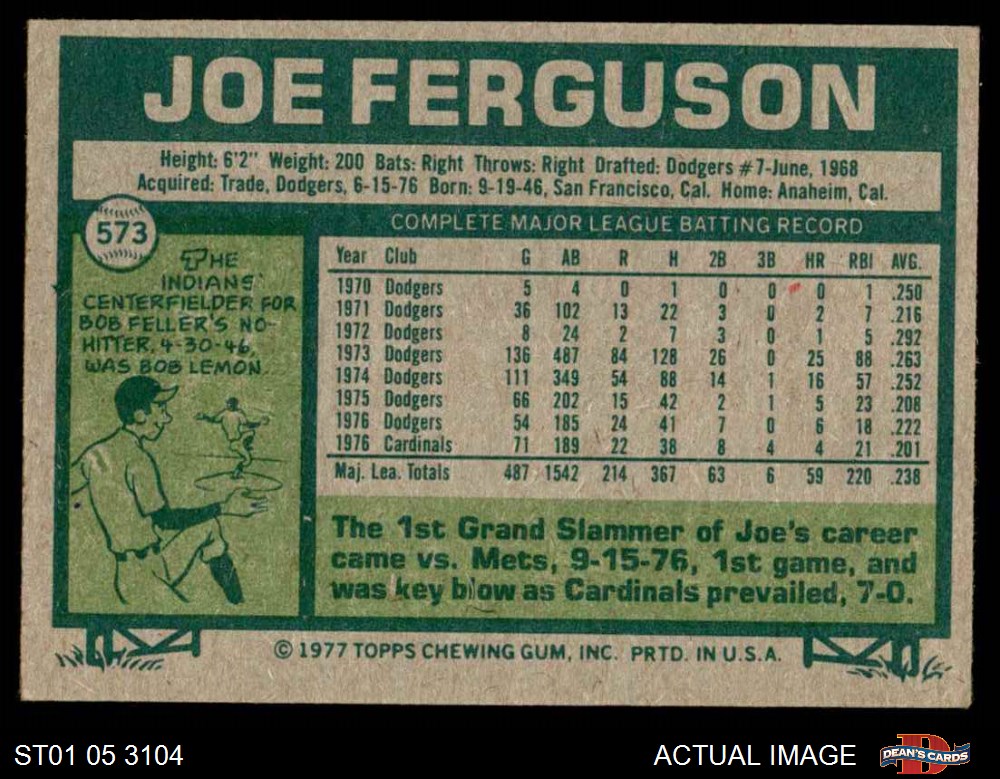 JOE FERGUSON
Height: 6'2" Weight: 200 Bats: Right Throws: Right Drafted: Dodgers #7-June, 1968
Acquired: Trade, Dodgers, 6-15-76 Born: 9-19-46, San Francisco, Cal. Home: Anaheim, Cal.
573
THE
INDIANS'
CENTERFIELDER FOR
BOB FELLER'S NO-
HITTER, 4-30-46,
WAS BOB LEMON.
COMPLETE MAJOR LEAGUE BATTING RECORD
Year Club G AB R H 2B 3B HR RBI AVG.
1970 Dodgers 5 4 0 1 0 0 0 1 .250
1971 Dodgers 36 102 13 22 3 0 2 7 .216
1972 Dodgers 8 24 2 7 3 0 1 5 .292
1973 Dodgers 136 487 84 128 26 0 25 88 .263
1974 Dodgers 111 349 54 88 14 1 16 57 .252
1975 Dodgers 66 202 15 42 2 1 5 23 .208
1976 Dodgers 54 185 24 41 7 0 6 18 .222
1976 Cardinals 71 189 22 38 8 4 4 21 .201
Maj. Lea. Totals 487 1542 214 367 63 6 59 220 .238
The 1st Grand Slammer of Joe's career
came vs. Mets, 9-15-76, 1st game, and
was key blow as Cardinals prevailed, 7-0.
© 1977 TOPPS CHEWING GUM, INC. PRTD. IN U.S.A.
ST01 05 3104
ACTUAL IMAGE
D
DEAN'S CARDS